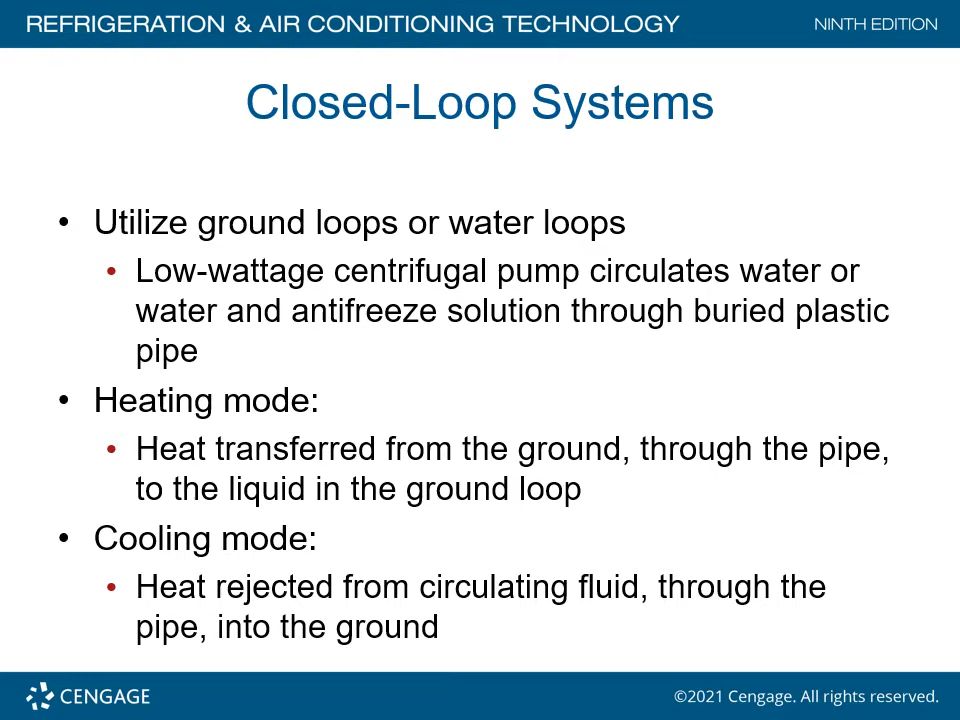 REFRIGERATION & AIR CONDITIONING TECHNOLOGY
NINTH EDITION
Closed-Loop Systems
• Utilize ground loops or water loops
• Low-wattage centrifugal pump circulates water or
water and antifreeze solution through buried plastic
pipe
• Heating mode:
• Heat transferred from the ground, through the pipe,
to the liquid in the ground loop
• Cooling mode:
• Heat rejected from circulating fluid, through the
pipe, into the ground
CENGAGE
©2021 Cengage. All rights reserved.